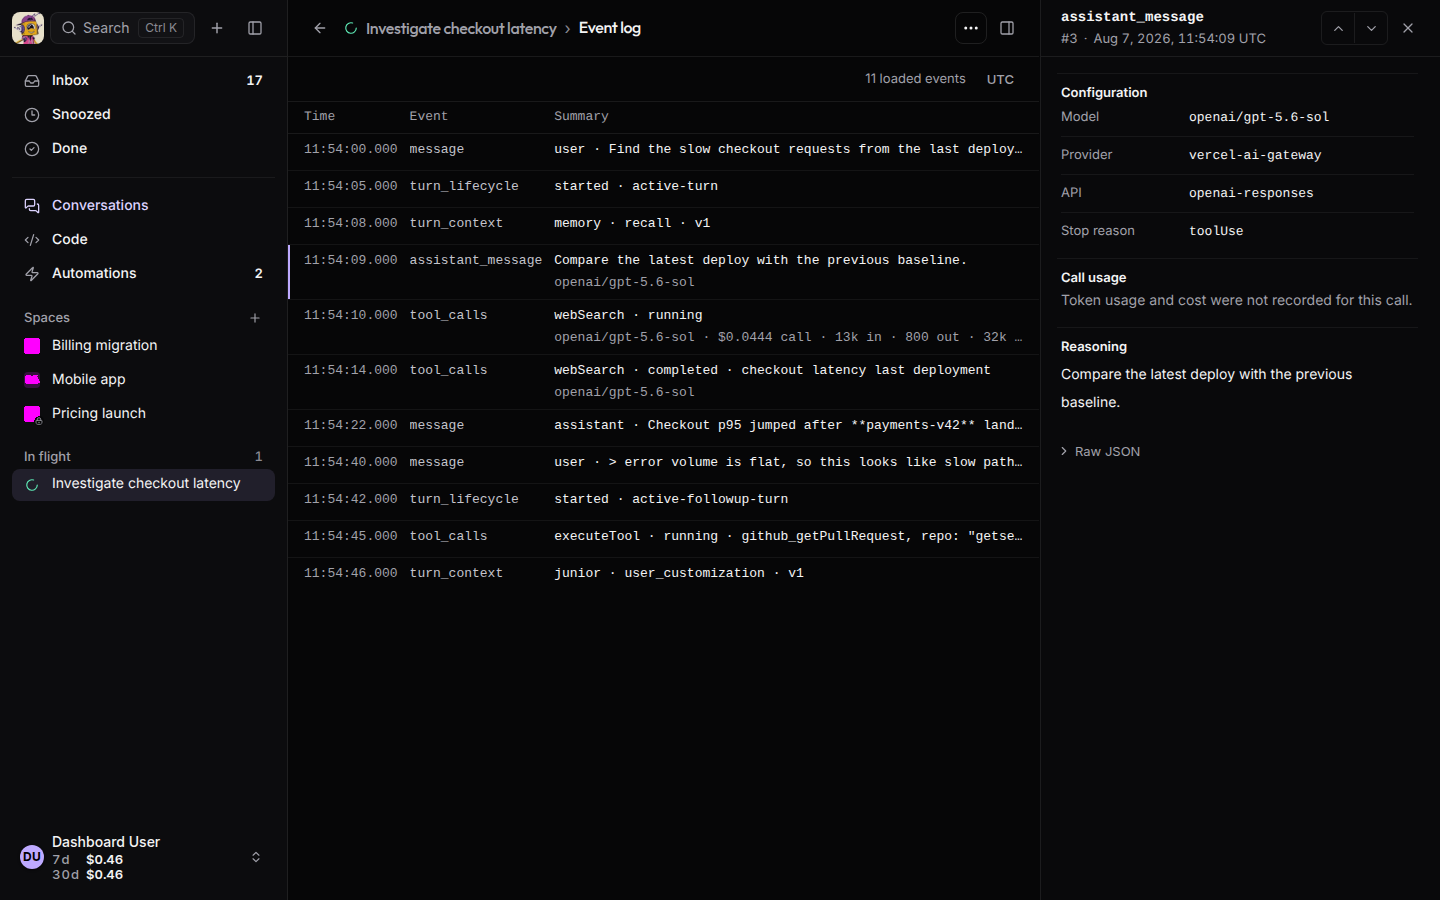 Search Ctrl K
Inbox 17
Snoozed
Done
Conversations
Code
Automations 2
Spaces
Billing migration
Mobile app
Pricing launch
In flight 1
Investigate checkout latency
DU Dashboard User
7d $0.46
30d $0.46
Investigate checkout latency › Event log
11 loaded events UTC
Time Event Summary
11:54:00.000 message user · Find the slow checkout requests from the last deploy…
11:54:05.000 turn_lifecycle started · active-turn
11:54:08.000 turn_context memory · recall · v1
11:54:09.000 assistant_message Compare the latest deploy with the previous baseline.
openai/gpt-5.6-sol
11:54:10.000 tool_calls webSearch · running
openai/gpt-5.6-sol · $0.0444 call · 13k in · 800 out · 32k …
11:54:14.000 tool_calls webSearch · completed · checkout latency last deployment
openai/gpt-5.6-sol
11:54:22.000 message assistant · Checkout p95 jumped after **payments-v42** land…
11:54:40.000 message user · > error volume is flat, so this looks like slow path…
11:54:42.000 turn_lifecycle started · active-followup-turn
11:54:45.000 tool_calls executeTool · running · github_getPullRequest, repo: "getse…
11:54:46.000 turn_context junior · user_customization · v1
assistant_message
#3 · Aug 7, 2026, 11:54:09 UTC
Configuration
Model openai/gpt-5.6-sol
Provider vercel-ai-gateway
API openai-responses
Stop reason toolUse
Call usage
Token usage and cost were not recorded for this call.
Reasoning
Compare the latest deploy with the previous
baseline.
Raw JSON